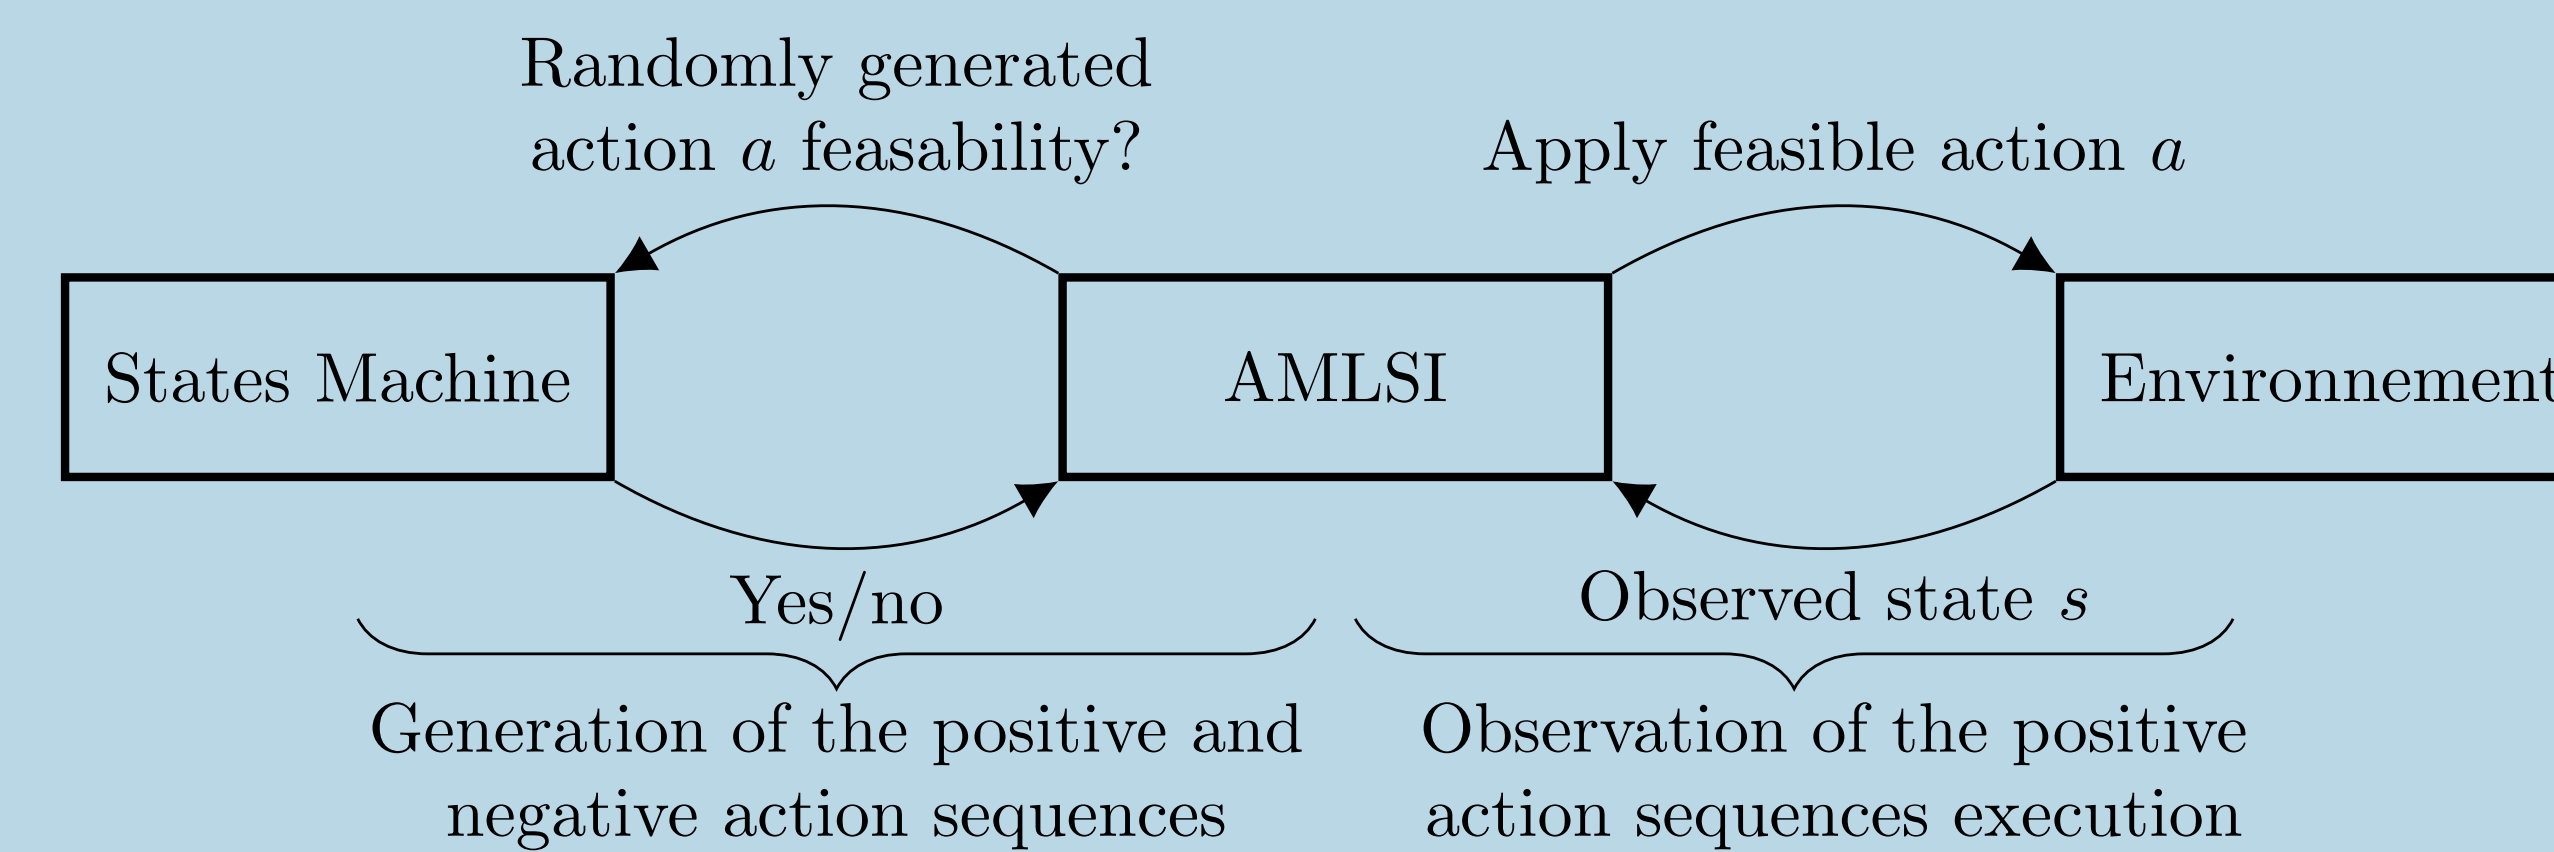 Randomly generated
action a feasability?
Apply feasible action a
States Machine
AMLSI
Environnement
Yes/no
Observed state s
Generation of the positive and
negative action sequences
Observation of the positive
action sequences execution